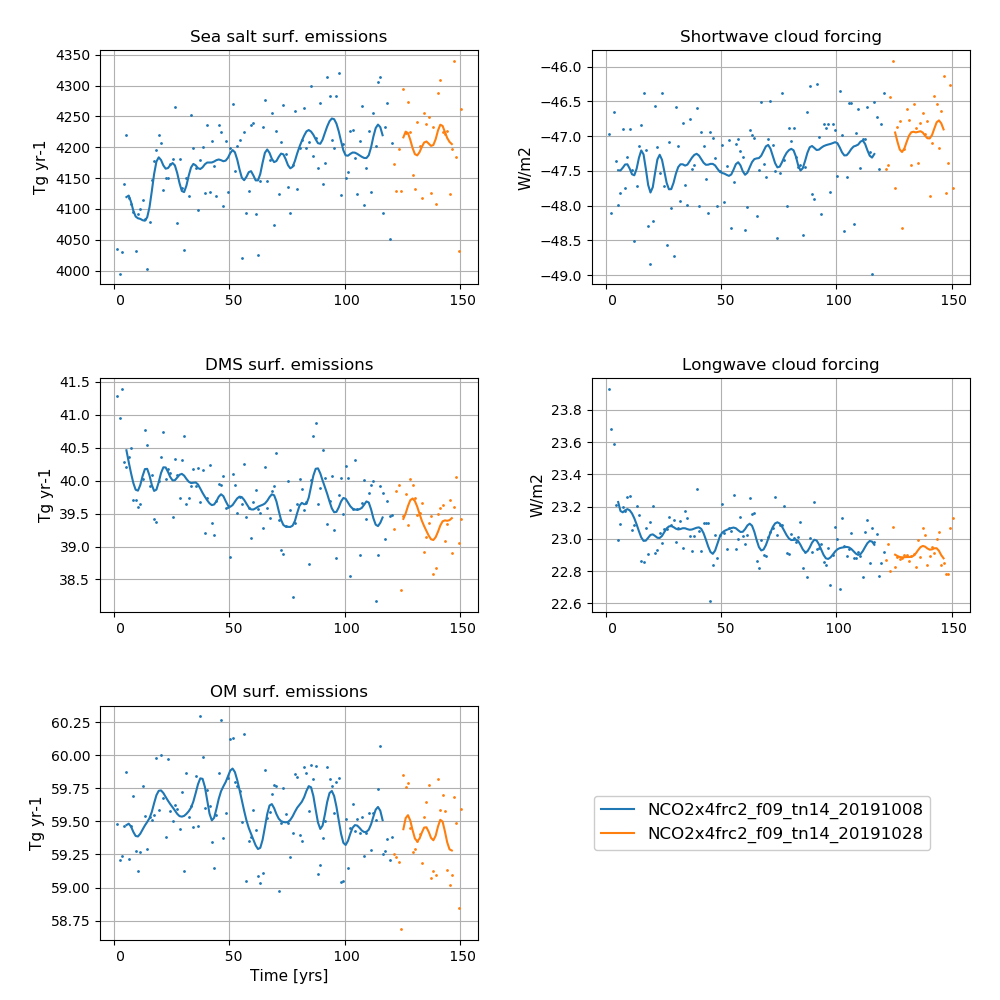 Sea salt surf. emissions
Tg yr-1
4350
4300
4250
4200
4150
4100
4050
4000
0 50 100 150
Shortwave cloud forcing
W/m2
−46.0
−46.5
−47.0
−47.5
−48.0
−48.5
−49.0
0 50 100 150
DMS surf. emissions
Tg yr-1
41.5
41.0
40.5
40.0
39.5
39.0
38.5
0 50 100 150
Longwave cloud forcing
W/m2
23.8
23.6
23.4
23.2
23.0
22.8
22.6
0 50 100 150
OM surf. emissions
Tg yr-1
60.25
60.00
59.75
59.50
59.25
59.00
58.75
0 50 100 150
Time [yrs]
NCO2x4frc2_f09_tn14_20191008
NCO2x4frc2_f09_tn14_20191028